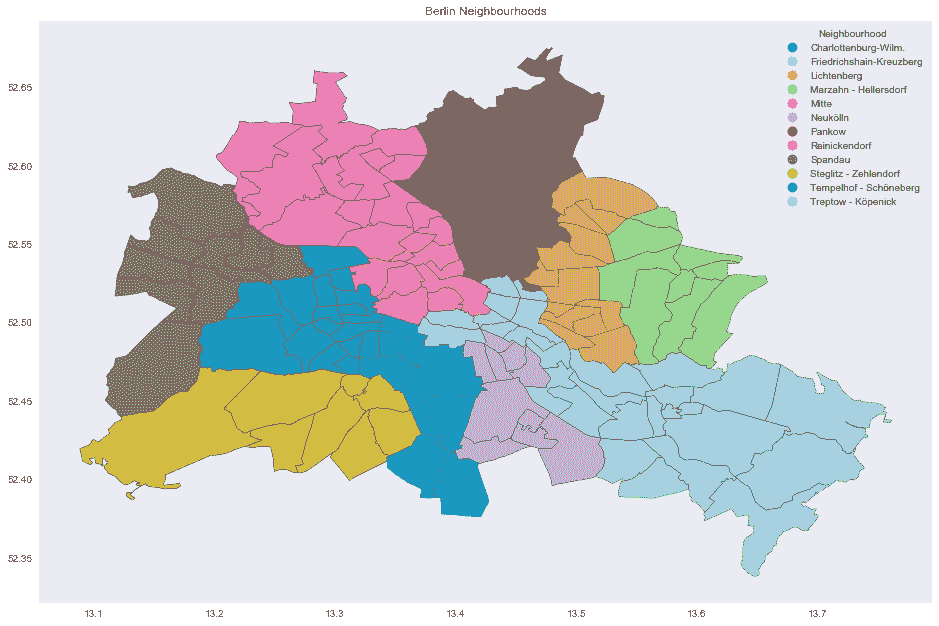 Berlin Neighbourhoods
Neighbourhood
Charlottenburg-Wilm.
Friedrichshain-Kreuzberg
Lichtenberg
Marzahn - Hellersdorf
Mitte
Neukölln
Pankow
Reinickendorf
Spandau
Steglitz - Zehlendorf
Tempelhof - Schöneberg
Treptow - Köpenick
52.65
52.60
52.55
52.50
52.45
52.40
52.35
13.1 13.2 13.3 13.4 13.5 13.6 13.7